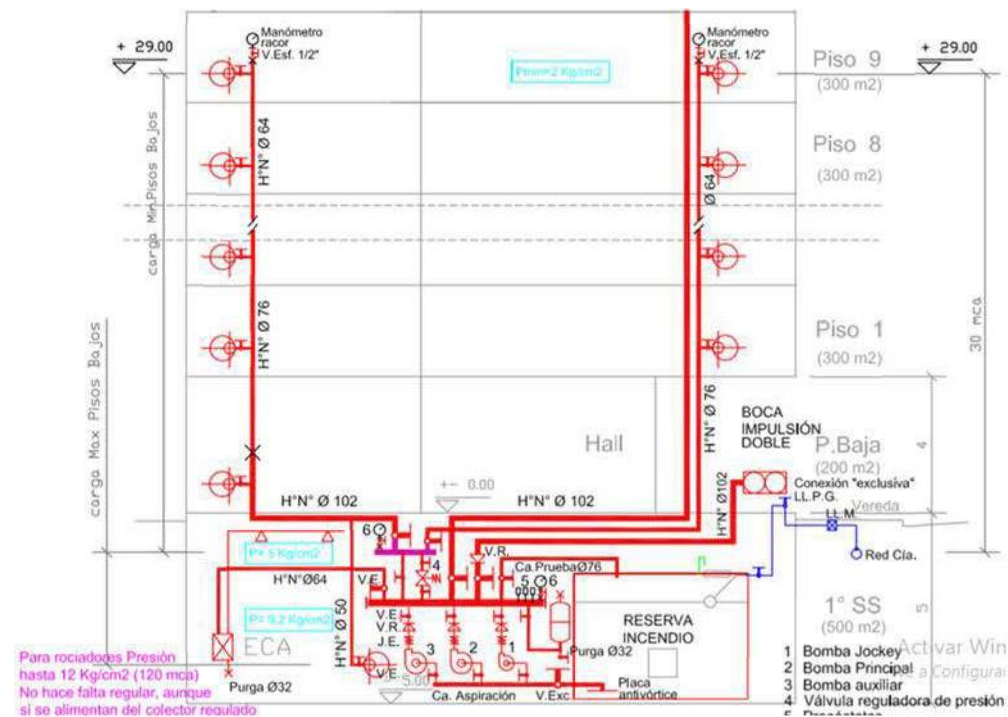 Manómetro
racor
V.Esf. 1/2"
+ 29.00
Manómetro
racor
V.Esf. 1/2"
+ 29.00
Pmin=2 Kg/cm2
Piso 9
(300 m2)
Piso 8
(300 m2)
H°N° Ø 64
Ø 64
carga Min Pisos Bajos
H°N° Ø 76
Piso 1
(300 m2)
30 mca
carga Max Pisos Bajos
H°N° Ø 76
BOCA
IMPULSIÓN
DOBLE
Hall
P.Baja
(200 m2)
4
+- 0.00
H°N° Ø 102
H°N° Ø 102
H°N° Ø102
Conexión "exclusiva"
LL.P.G.
Vereda
LL.M.
Red Cía.
6
P= 5 Kg/cm2
V.R.
Ca.PruebaØ76
4
5
6
H°N°Ø64
V.E.
H°N° Ø 50
P= 9.2 Kg/cm2
V.E.
V.R.
J.E.
RESERVA
INCENDIO
1° SS
(500 m2)
5
ECA
3
2
1
Purga Ø32
V.E.
5.00
Purga Ø32
Ca. Aspiración
V.Exc
Placa
antivórtice
Para rociadores Presión
hasta 12 Kg/cm2 (120 mca)
No hace falta regular, aunque
si se alimentan del colector regulado
1 Bomba Jockey
2 Bomba Principal
3 Bomba auxiliar
4 Válvula reguladora de presión
5 Presóstatos
Activar Win
a Configura